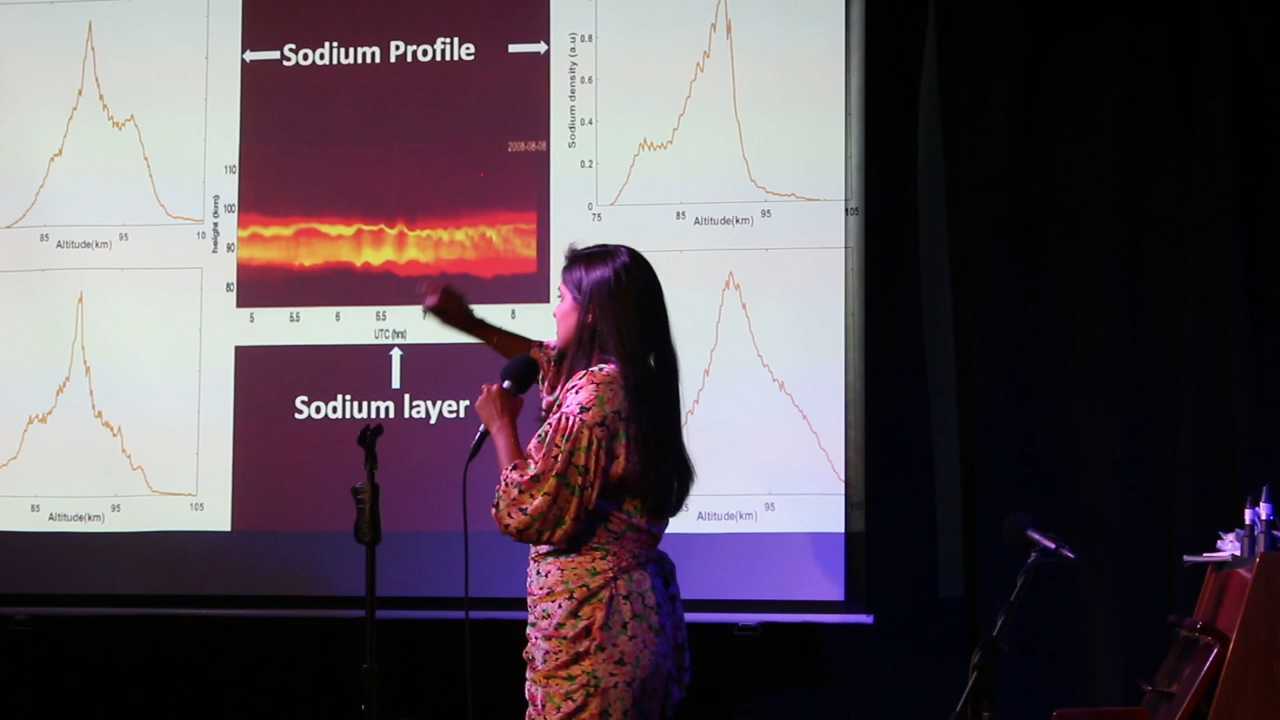 Sodium Profile
2008-08-08
110
100
90
80
height (km)
5 5.5 6 6.5 7 8
UTC (hrs)
Sodium layer
85 95 10
Altitude(km)
85 95 105
Altitude(km)
0.8
0.6
0.4
0.2
0
Sodium density (a.u)
75 85 95 105
Altitude(km)
95
Altitude(km)